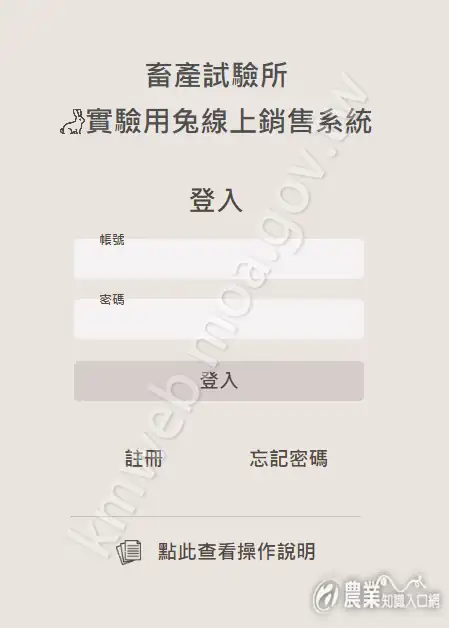 畜產試驗所
實驗用兔線上銷售系統
登入
帳號
密碼
登入
註冊 忘記密碼
點此查看操作說明
kmweb.moa.gov.tw
農業知識入口網